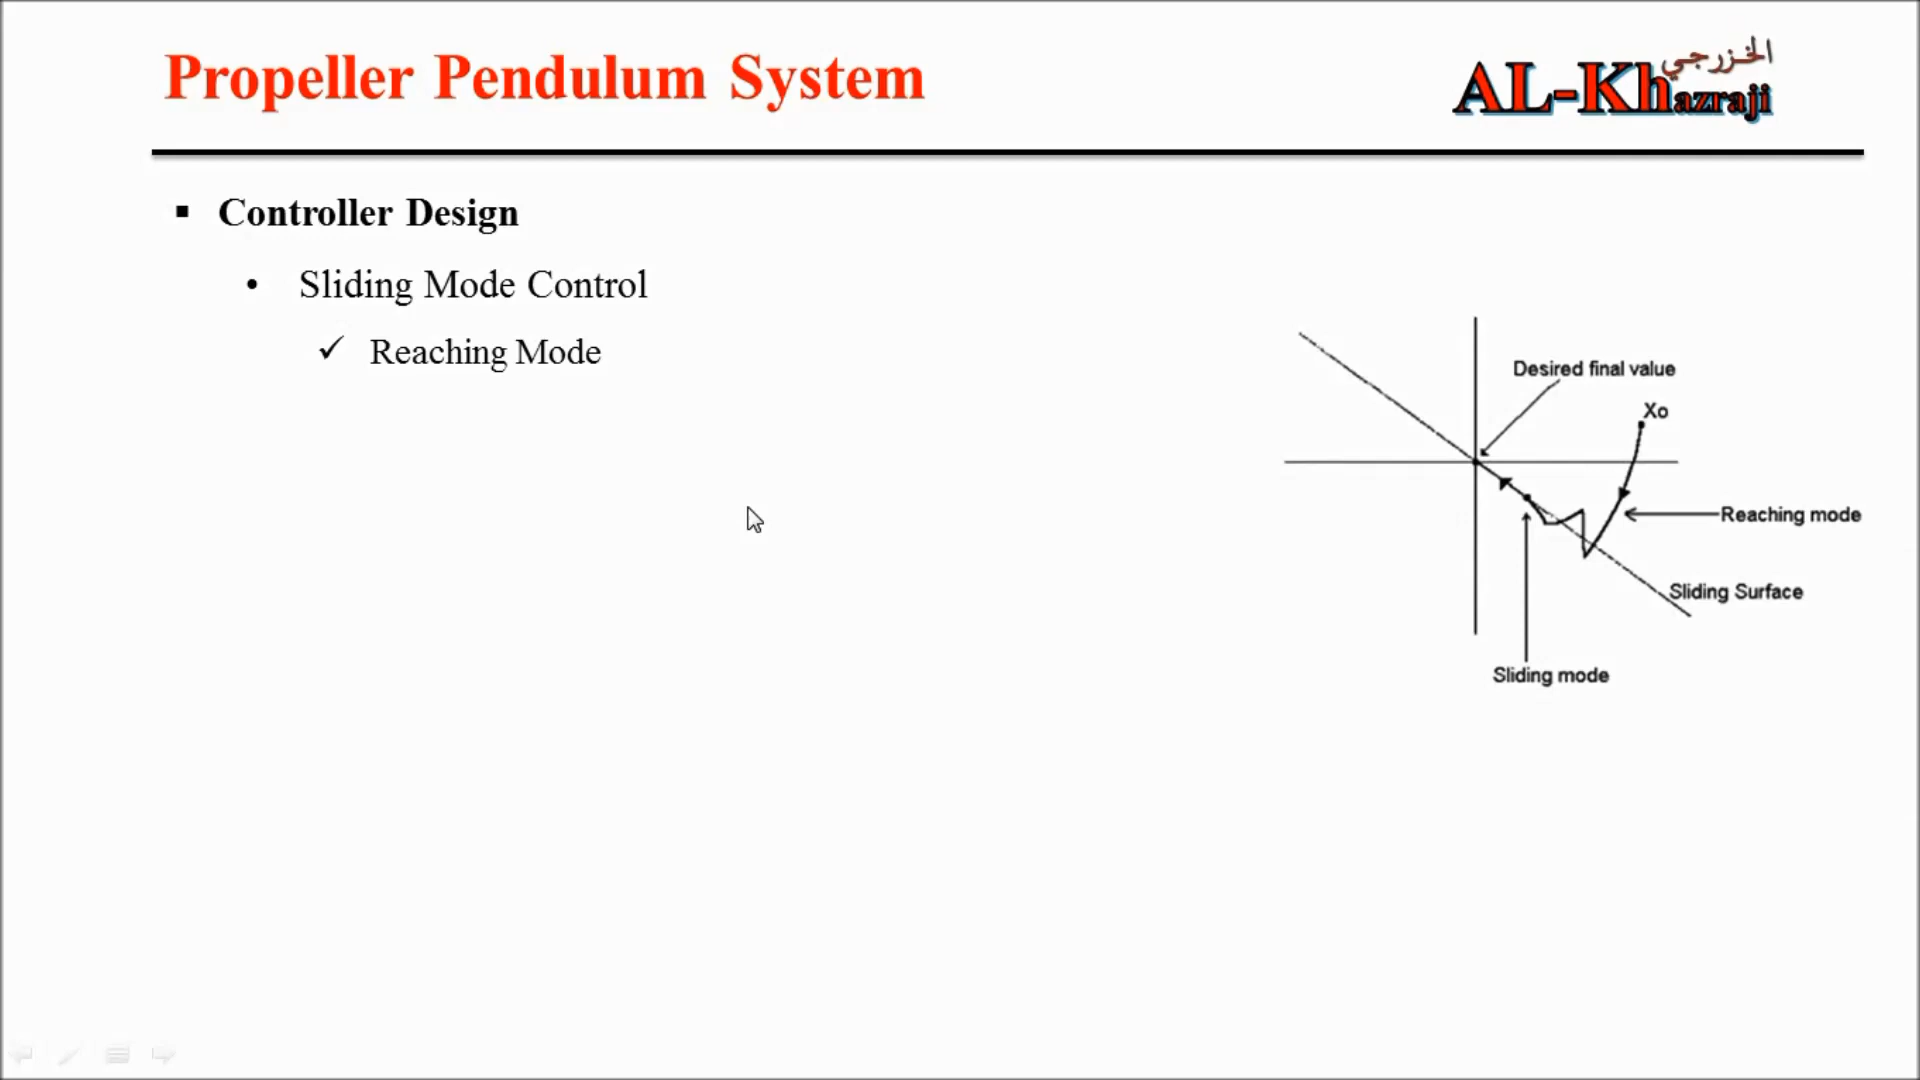 Propeller Pendulum System
الخزرجي
AL-Khazraji
▪ Controller Design
• Sliding Mode Control
✓ Reaching Mode
Desired final value
Xo
Reaching mode
Sliding Surface
Sliding mode